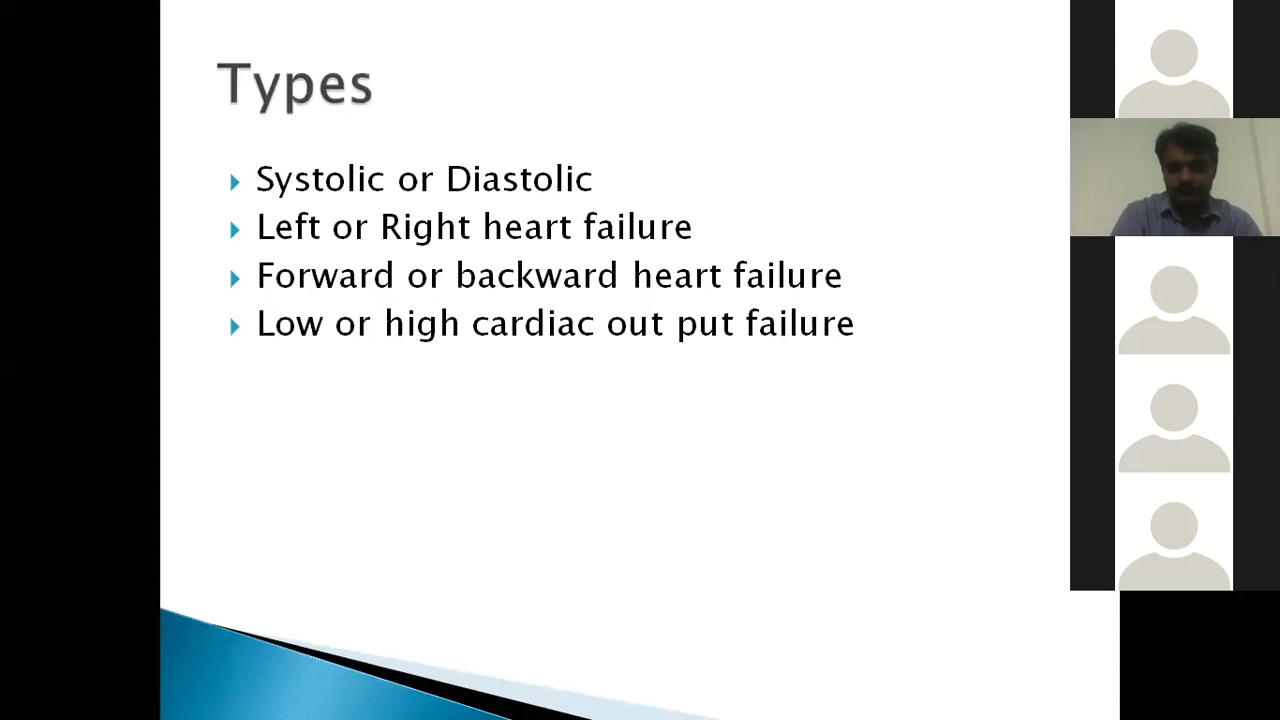 Types
Systolic or Diastolic
Left or Right heart failure
Forward or backward heart failure
Low or high cardiac out put failure